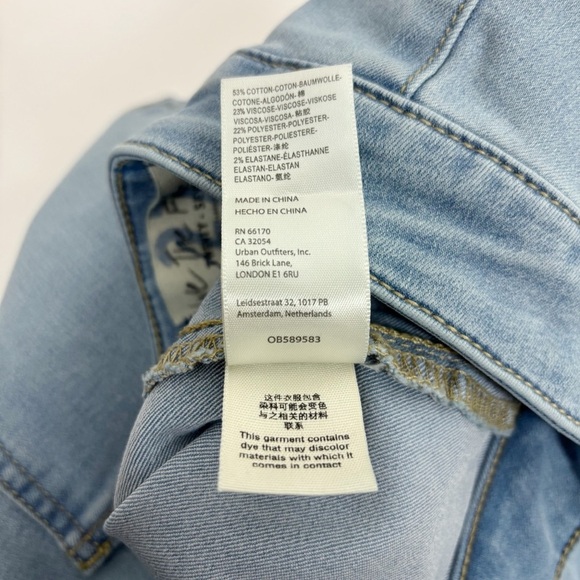 53% COTTON-COTON-BAUMWOLLE-
COTONE-ALGODÓN- 棉
23% VISCOSE-VISCOSE-VISKOSE
VISCOSA-VISCOSA- 粘胶
22% POLYESTER-POLYESTER-
POLYESTER-POLIESTERE-
POLIÉSTER-涤纶
2% ELASTANE-ÉLASTHANNE
ELASTAN-ELASTAN
ELASTANO-氨纶
MADE IN CHINA
HECHO EN CHINA
RN 66170
CA 32054
Urban Outfitters, Inc.
146 Brick Lane,
LONDON E1 6RU
Leidsestraat 32, 1017 PB
Amsterdam, Netherlands
OB589583
这件衣服包含
染料可能会变色
与之相关的材料
联系
This garment contains
dye that may discolor
materials with which it
comes in contact